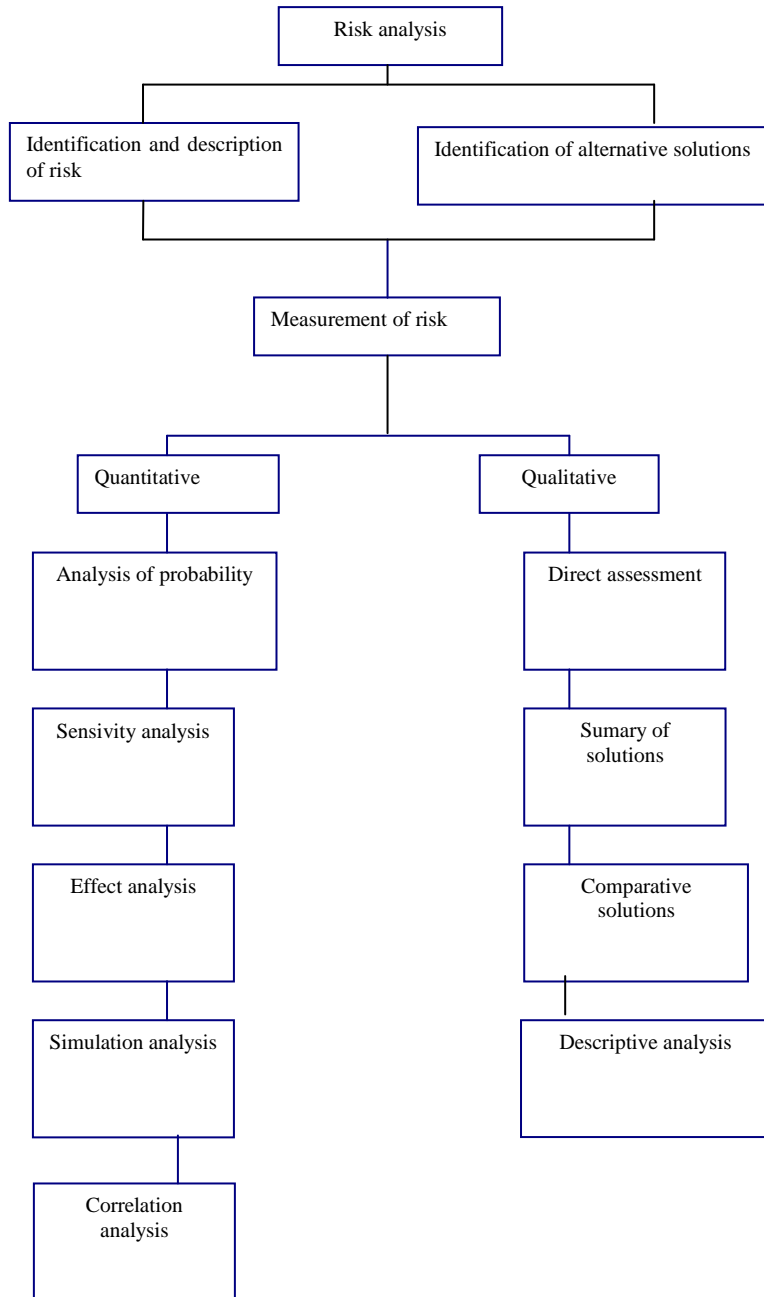 Risk analysis
Identification and description
of risk
Identification of alternative solutions
Measurement of risk
Quantitative
Qualitative
Analysis of probability
Direct assessment
Sensivity analysis
Sumary of
solutions
Effect analysis
Comparative
solutions
Simulation analysis
Descriptive analysis
Correlation
analysis